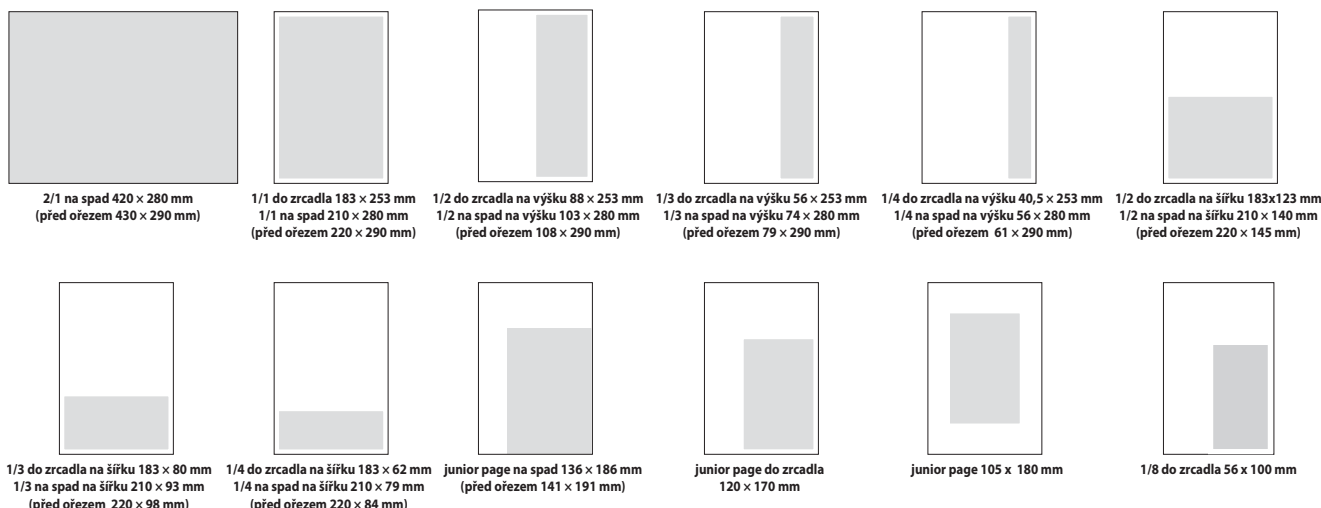 2/1 na spad 420 × 280 mm
(před ořezem 430 × 290 mm)
1/1 do zrcadla 183 × 253 mm
1/1 na spad 210 × 280 mm
(před ořezem 220 × 290 mm)
1/2 do zrcadla na výšku 88 × 253 mm
1/2 na spad na výšku 103 × 280 mm
(před ořezem 108 × 290 mm)
1/3 do zrcadla na výšku 56 × 253 mm
1/3 na spad na výšku 74 × 280 mm
(před ořezem 79 × 290 mm)
1/4 do zrcadla na výšku 40,5 × 253 mm
1/4 na spad na výšku 56 × 280 mm
(před ořezem 61 × 290 mm)
1/2 do zrcadla na šířku 183x123 mm
1/2 na spad na šířku 210 × 140 mm
(před ořezem 220 × 145 mm)
1/3 do zrcadla na šířku 183 × 80 mm
1/3 na spad na šířku 210 × 93 mm
(před ořezem 220 × 98 mm)
1/4 do zrcadla na šířku 183 × 62 mm
1/4 na spad na šířku 210 × 79 mm
(před ořezem 220 × 84 mm)
junior page na spad 136 × 186 mm
(před ořezem 141 × 191 mm)
junior page do zrcadla
120 × 170 mm
junior page 105 x 180 mm
1/8 do zrcadla 56 x 100 mm